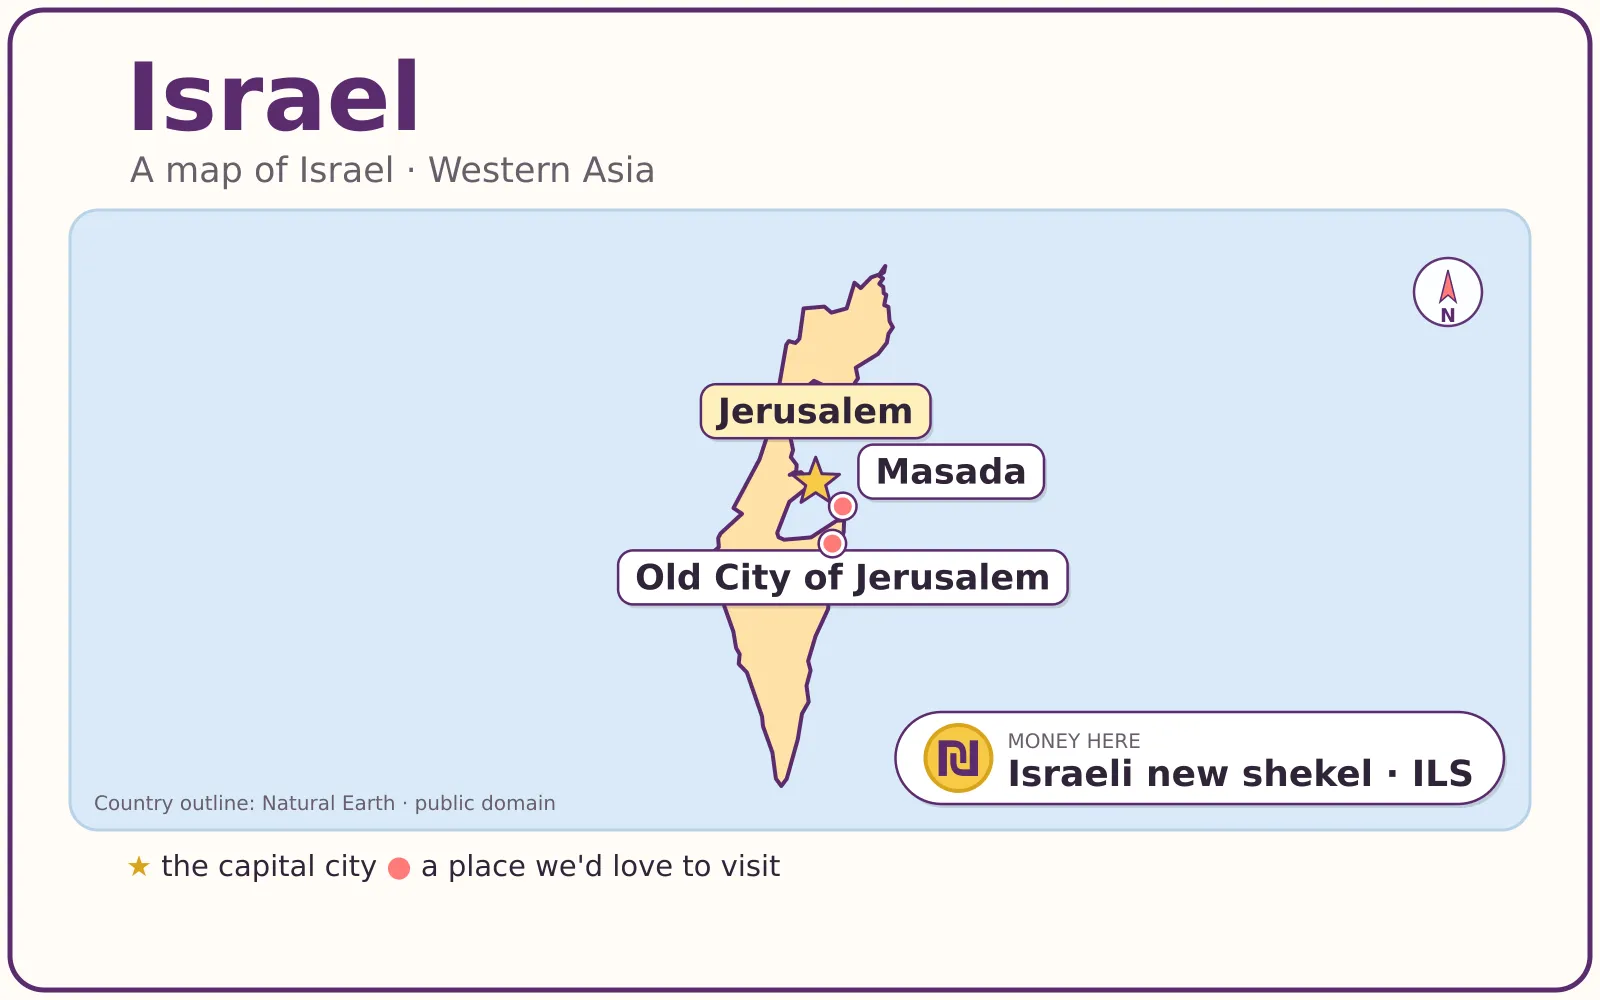 Israel
A map of Israel · Western Asia
N
Jerusalem
Masada
Old City of Jerusalem
MONEY HERE
₪
Israeli new shekel · ILS
Country outline: Natural Earth · public domain
★ the capital city ● a place we'd love to visit